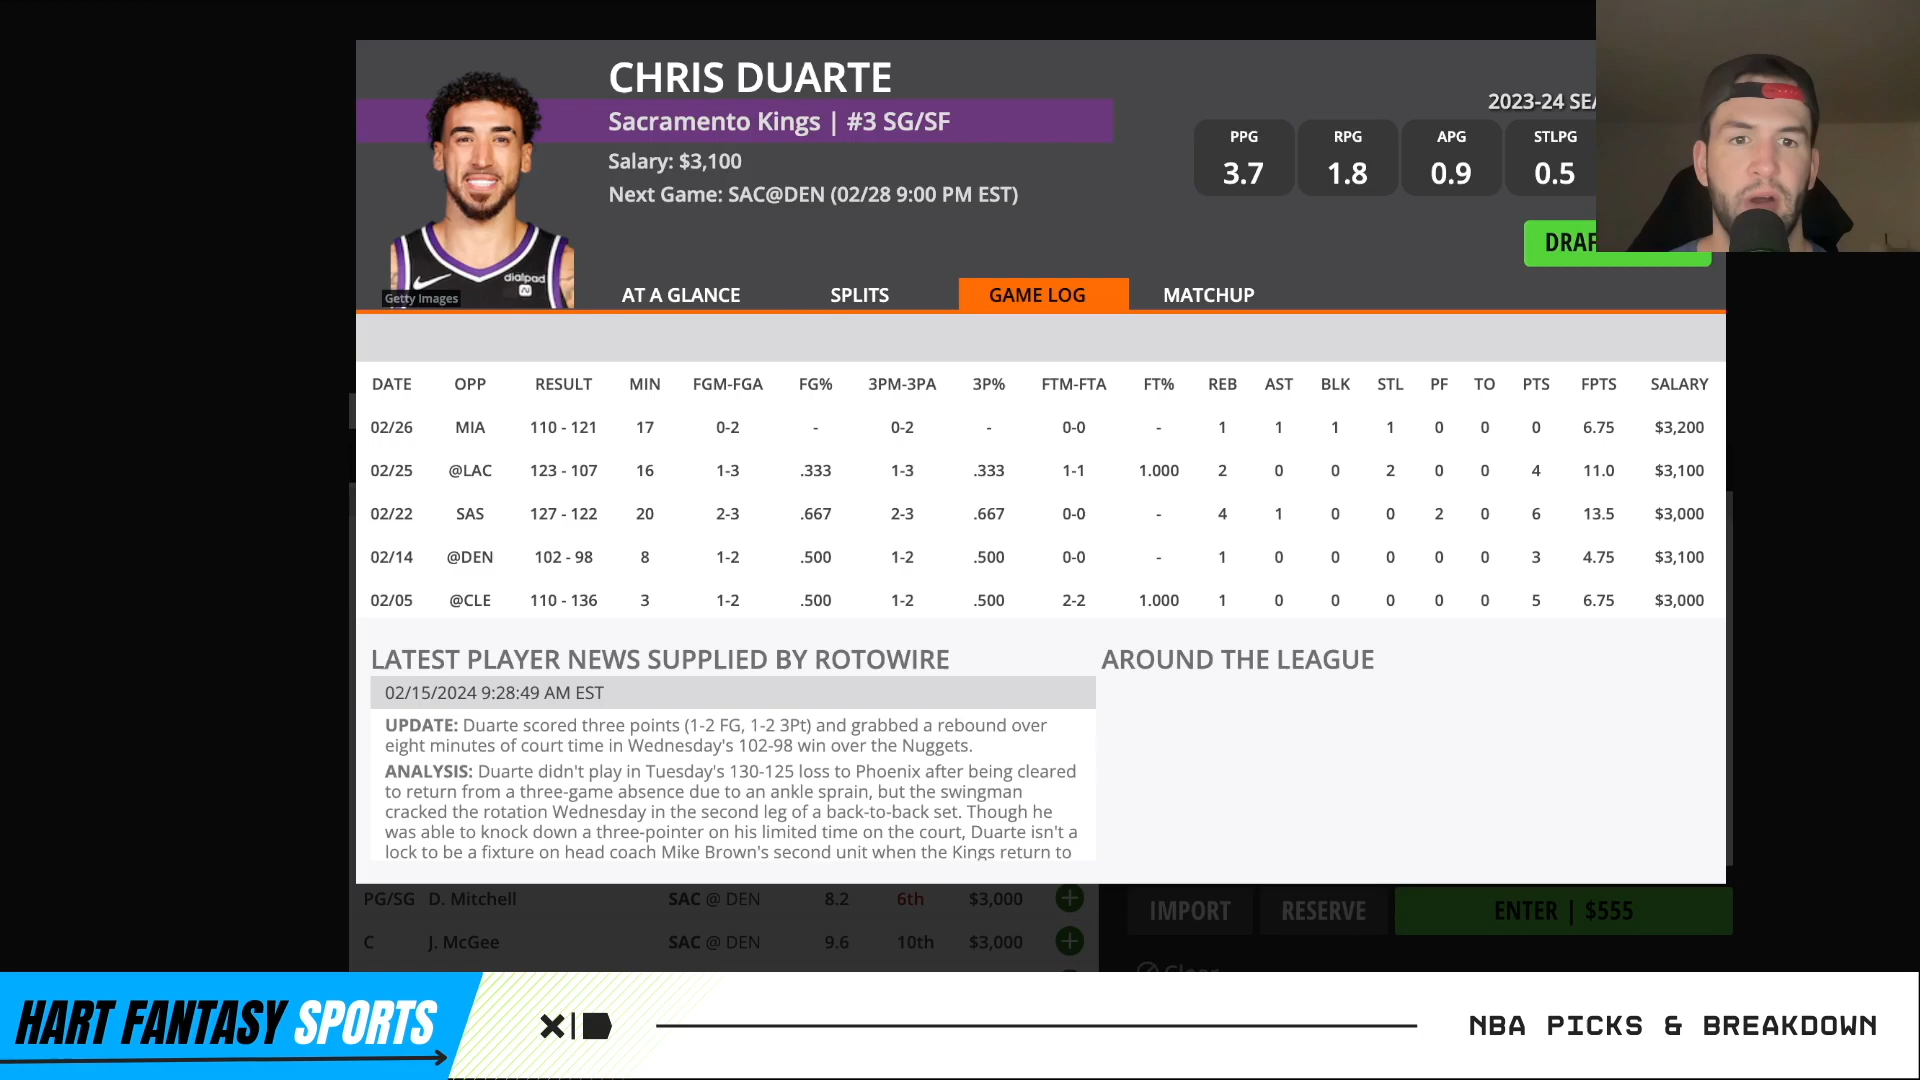 CHRIS DUARTE
Sacramento Kings | #3 SG/SF
Salary: $3,100
Next Game: SAC@DEN (02/28 9:00 PM EST)
2023-24 SEA
PPG RPG APG STLPG
3.7 1.8 0.9 0.5
DRAF
dialpad
Getty Images
AT A GLANCE SPLITS GAME LOG MATCHUP
DATE OPP RESULT MIN FGM-FGA FG% 3PM-3PA 3P% FTM-FTA FT% REB AST BLK STL PF TO PTS FPTS SALARY
02/26 MIA 110 - 121 17 0-2 - 0-2 - 0-0 - 1 1 1 1 0 0 0 6.75 $3,200
02/25 @LAC 123 - 107 16 1-3 .333 1-3 .333 1-1 1.000 2 0 0 2 0 0 4 11.0 $3,100
02/22 SAS 127 - 122 20 2-3 .667 2-3 .667 0-0 - 4 1 0 0 2 0 6 13.5 $3,000
02/14 @DEN 102 - 98 8 1-2 .500 1-2 .500 0-0 - 1 0 0 0 0 0 3 4.75 $3,100
02/05 @CLE 110 - 136 3 1-2 .500 1-2 .500 2-2 1.000 1 0 0 0 0 0 5 6.75 $3,000
LATEST PLAYER NEWS SUPPLIED BY ROTOWIRE
02/15/2024 9:28:49 AM EST
UPDATE: Duarte scored three points (1-2 FG, 1-2 3Pt) and grabbed a rebound over
eight minutes of court time in Wednesday's 102-98 win over the Nuggets.
ANALYSIS: Duarte didn't play in Tuesday's 130-125 loss to Phoenix after being cleared
to return from a three-game absence due to an ankle sprain, but the swingman
cracked the rotation Wednesday in the second leg of a back-to-back set. Though he
was able to knock down a three-pointer on his limited time on the court, Duarte isn't a
lock to be a fixture on head coach Mike Brown's second unit when the Kings return to
AROUND THE LEAGUE
PG/SG D. Mitchell SAC @ DEN 8.2 6th $3,000
C J. McGee SAC @ DEN 9.6 10th $3,000
IMPORT RESERVE ENTER | $555
Clear
HART FANTASY SPORTS
NBA PICKS & BREAKDOWN